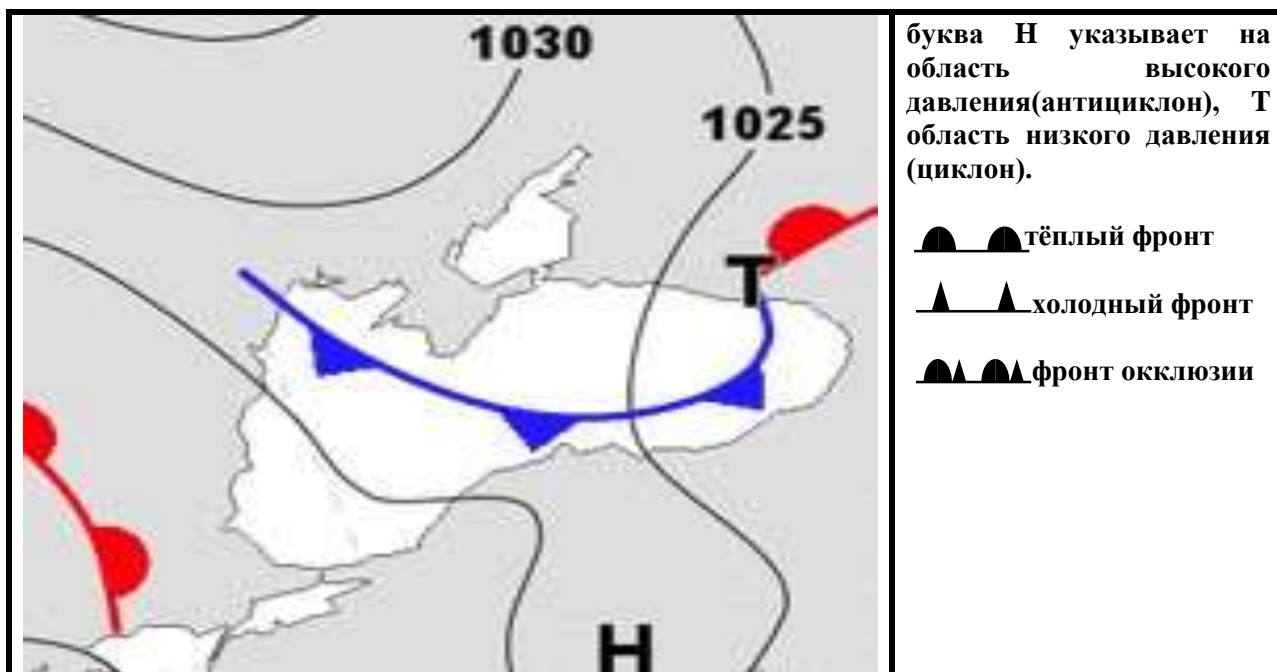 1030
1025
Т
Н
буква Н указывает на
область высокого
давления(антициклон), Т
область низкого давления
(циклон).
тёплый фронт
холодный фронт
фронт окклюзии